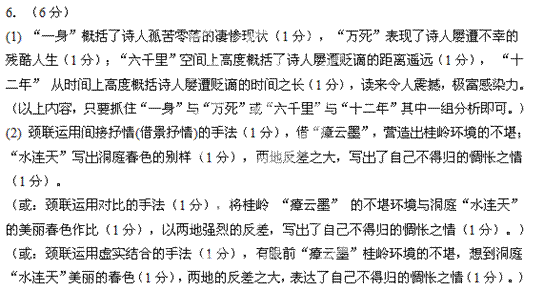 6. （6分）
(1) “一身”概括了诗人孤苦零落的凄惨现状（1分），“万死”表现了诗人屡遭不幸的
残酷人生（1分）；“六千里”空间上高度概括了诗人屡遭贬谪的距离遥远（1分），“十
二年” 从时间上高度概括诗人屡遭贬谪的时间之长（1分），读来令人震撼，极富感染力。
（以上内容，只要抓住“一身”与“万死”或“六千里”与“十二年”其中一组分析即可。）
(2) 颈联运用间接抒情(借景抒情)的手法（1分），借“瘴云墨”，营造出桂岭环境的不堪；
“水连天”写出洞庭春色的别样（1分），两地反差之大，写出了自己不得归的惆怅之情
（1分）。
（或：颈联运用对比的手法（1分），将桂岭 “瘴云墨” 的不堪环境与洞庭“水连天”
的美丽春色作比（1分），以两地强烈的反差，写出了自己不得归的惆怅之情（1分）。）
（或：颈联运用虚实结合的手法（1分），有眼前“瘴云墨”桂岭环境的不堪，想到洞庭
“水连天”美丽的春色（1分），两地的反差之大，表达了自己不得归的惆怅之情（1分）。）